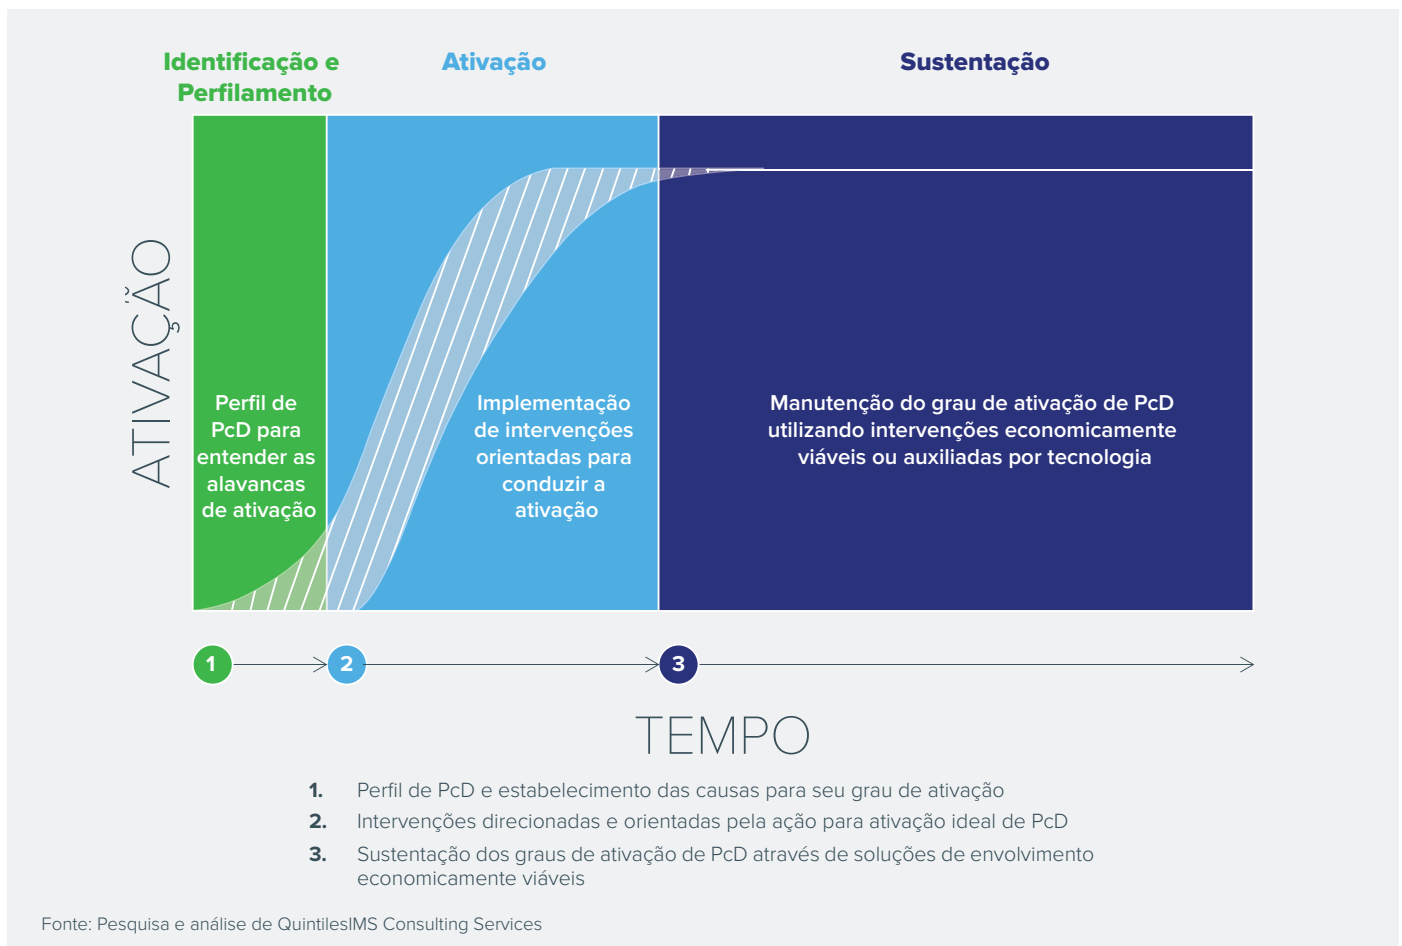 Identificação e
Perfilamento
Ativação
Sustentação
ATIVAÇÃO
Perfil de
PcD para
entender as
alavancas
de ativação
Implementação
de intervenções
orientadas para
conduzir a
ativação
Manutenção do grau de ativação de PcD
utilizando intervenções economicamente
viáveis ou auxiliadas por tecnologia
1
2
3
TEMPO
1. Perfil de PcD e estabelecimento das causas para seu grau de ativação
2. Intervenções direcionadas e orientadas pela ação para ativação ideal de PcD
3. Sustentação dos graus de ativação de PcD através de soluções de envolvimento
economicamente viáveis
Fonte: Pesquisa e análise de QuintilesIMS Consulting Services